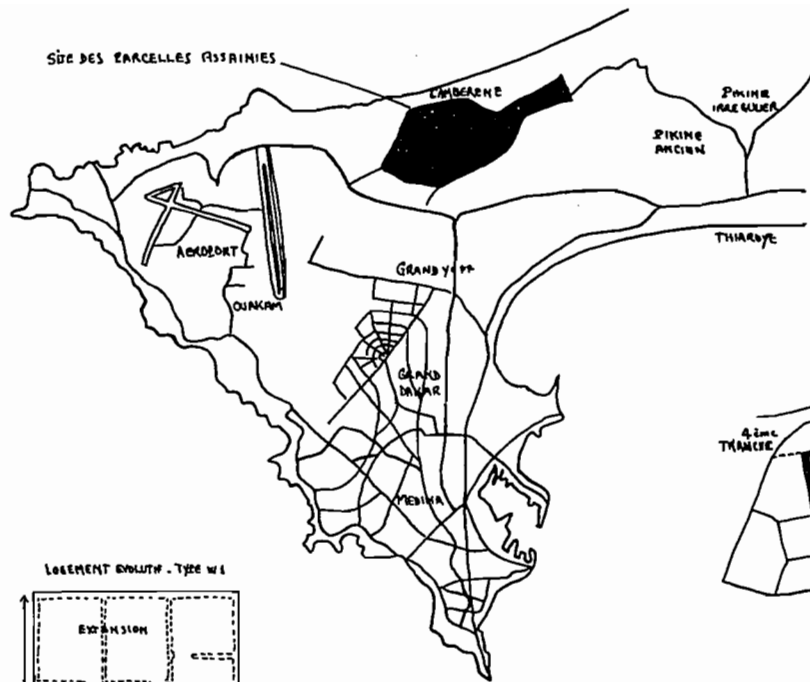 SITE DES PARCELLES ASSAINIES
CAMBERENE
PIKINE
IRREGULIER
PIKINE
ANCIEN
THIAROYE
AEROPORT
GRAND YOFF
OUAKAM
GRAND
DAKAR
4ème
TRANCHE
MEDINA
LOGEMENT EVOLUTIF - TYPE W1
EXTENSION